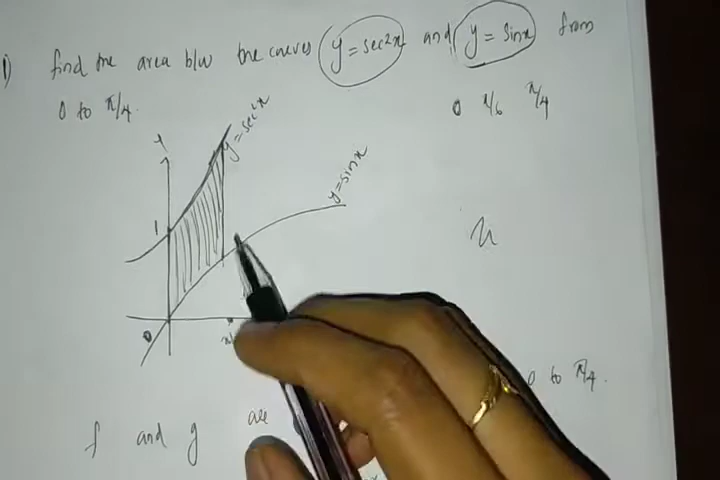 1) find the area b/w the curves y = sec²x and y = sinx from
0 to π/4.
0 π/6 π/4
y = sec²x
y = sinx
1
0
0 to π/4.
f and g are